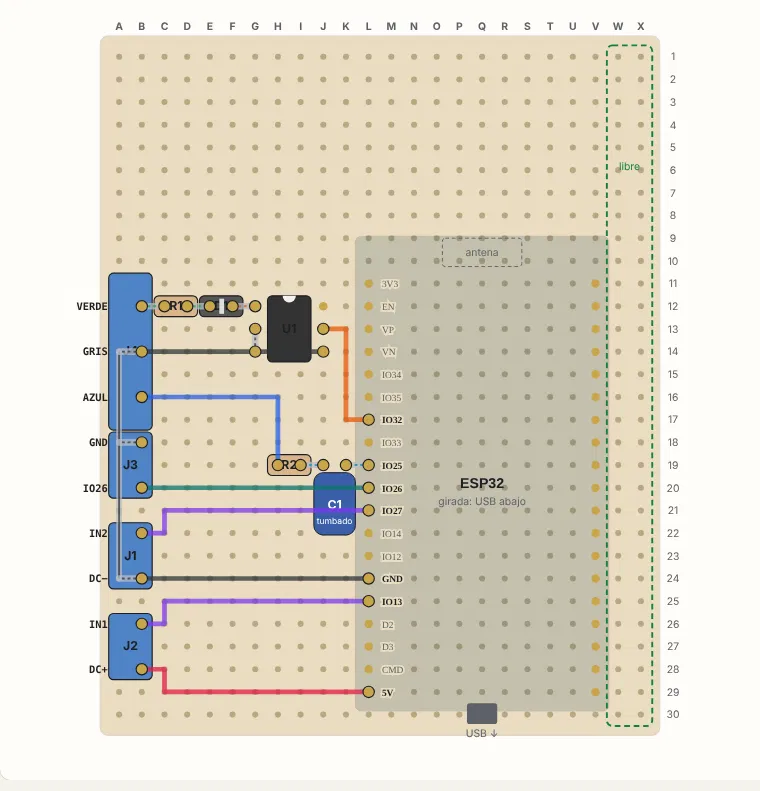 A B C D E F G H I J K L M N O P Q R S T U V W X
1
2
3
4
5
libre
6
7
8
9
antena
10
3V3
11
VERDE
R1
EN
12
U1
VP
13
GRIS
VN
14
IO34
15
AZUL
IO35
16
IO32
17
GND
IO33
18
J3
R2
IO25
ESP32
19
IO26
IO26
girada: USB abajo
20
C1
IO27
21
tumbado
IN2
IO14
22
J1
IO12
23
DC−
GND
24
IO13
25
IN1
D2
26
J2
D3
27
DC+
CMD
28
5V
29
30
USB ↓